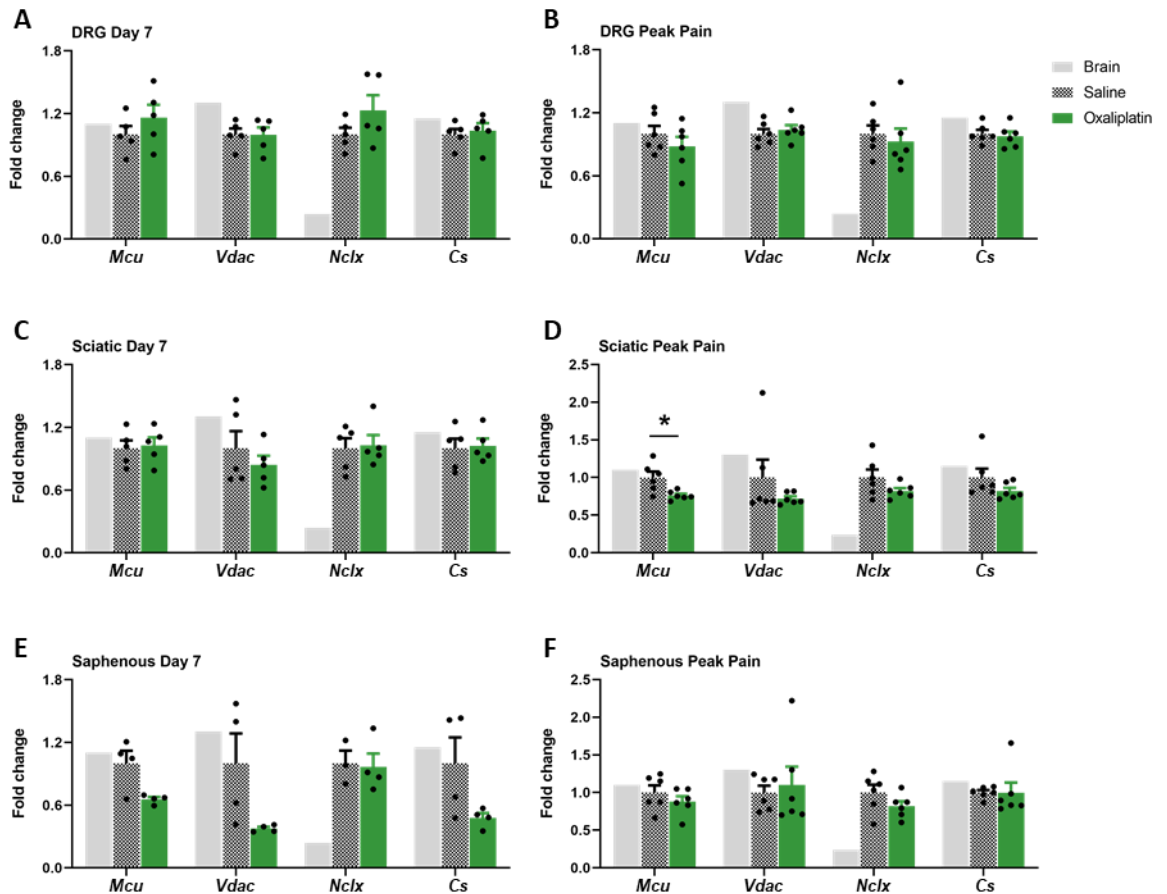 A
DRG Day 7
Fold change
1.8
1.2
0.6
0.0
Mcu Vdac Nclx Cs
B
DRG Peak Pain
Fold change
1.8
1.2
0.6
0.0
Mcu Vdac Nclx Cs
Brain
Saline
Oxaliplatin
C
Sciatic Day 7
Fold change
1.8
1.2
0.6
0.0
Mcu Vdac Nclx Cs
D
Sciatic Peak Pain
Fold change
2.5
2.0
1.5
1.0
0.5
0.0
*
Mcu Vdac Nclx Cs
E
Saphenous Day 7
Fold change
1.8
1.2
0.6
0.0
Mcu Vdac Nclx Cs
F
Saphenous Peak Pain
Fold change
2.5
2.0
1.5
1.0
0.5
0.0
Mcu Vdac Nclx Cs